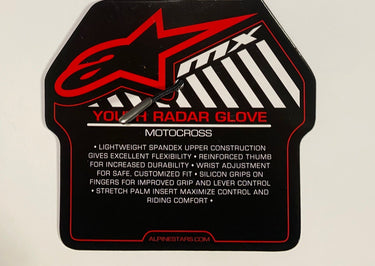 mx
YOUTH RADAR GLOVE
MOTOCROSS
• LIGHTWEIGHT SPANDEX UPPER CONSTRUCTION
GIVES EXCELLENT FLEXIBILITY • REINFORCED THUMB
FOR INCREASED DURABILITY • WRIST ADJUSTMENT
FOR SAFE, CUSTOMIZED FIT • SILICON GRIPS ON
FINGERS FOR IMPROVED GRIP AND LEVER CONTROL
• STRETCH PALM INSERT MAXIMIZE CONTROL AND
RIDING COMFORT •
ALPINESTARS.COM